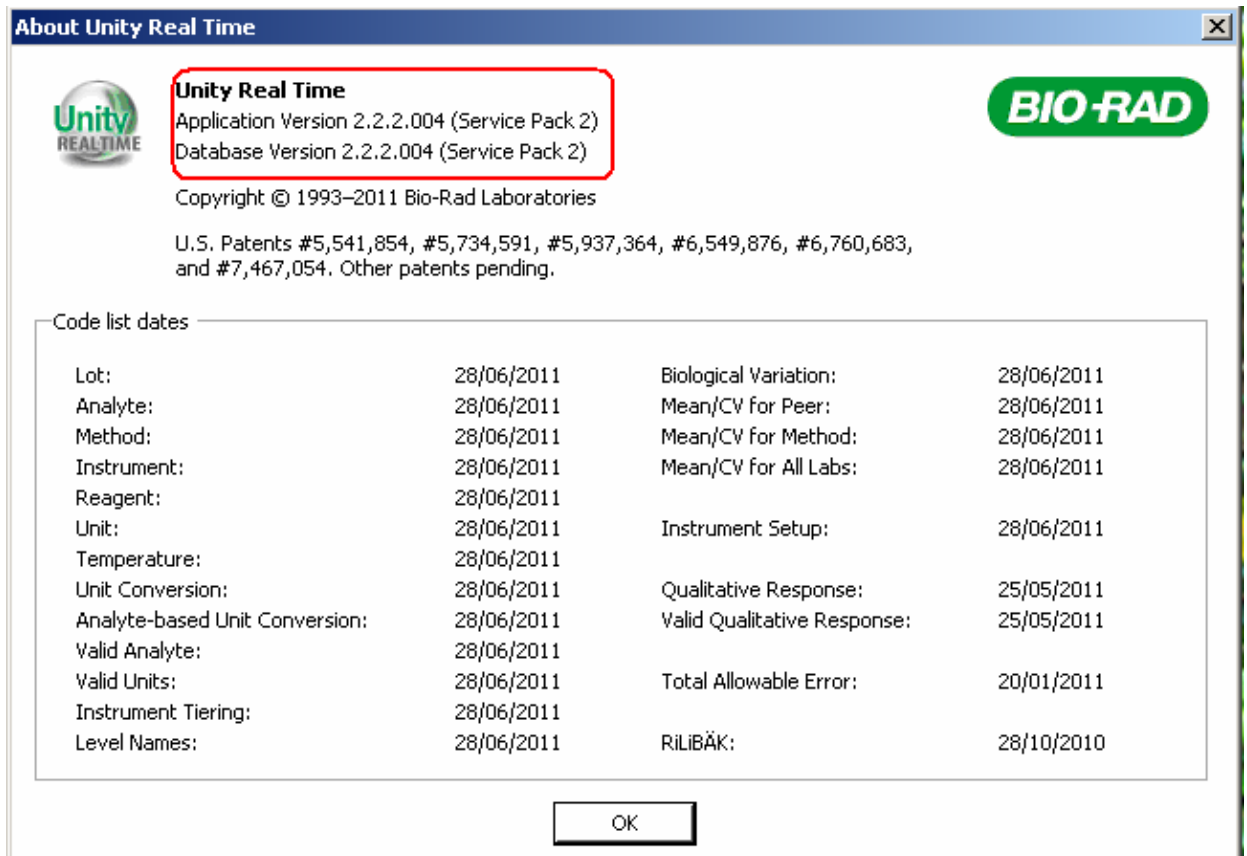 About Unity Real Time
Unity
REALTIME
Unity Real Time
Application Version 2.2.2.004 (Service Pack 2)
Database Version 2.2.2.004 (Service Pack 2)
BIO-RAD
Copyright © 1993–2011 Bio-Rad Laboratories
U.S. Patents #5,541,854, #5,734,591, #5,937,364, #6,549,876, #6,760,683,
and #7,467,054. Other patents pending.
Code list dates
Lot: 28/06/2011 Biological Variation: 28/06/2011
Analyte: 28/06/2011 Mean/CV for Peer: 28/06/2011
Method: 28/06/2011 Mean/CV for Method: 28/06/2011
Instrument: 28/06/2011 Mean/CV for All Labs: 28/06/2011
Reagent: 28/06/2011
Unit: 28/06/2011 Instrument Setup: 28/06/2011
Temperature: 28/06/2011
Unit Conversion: 28/06/2011 Qualitative Response: 25/05/2011
Analyte-based Unit Conversion: 28/06/2011 Valid Qualitative Response: 25/05/2011
Valid Analyte: 28/06/2011
Valid Units: 28/06/2011 Total Allowable Error: 20/01/2011
Instrument Tiering: 28/06/2011
Level Names: 28/06/2011 RiLiBÄK: 28/10/2010
OK